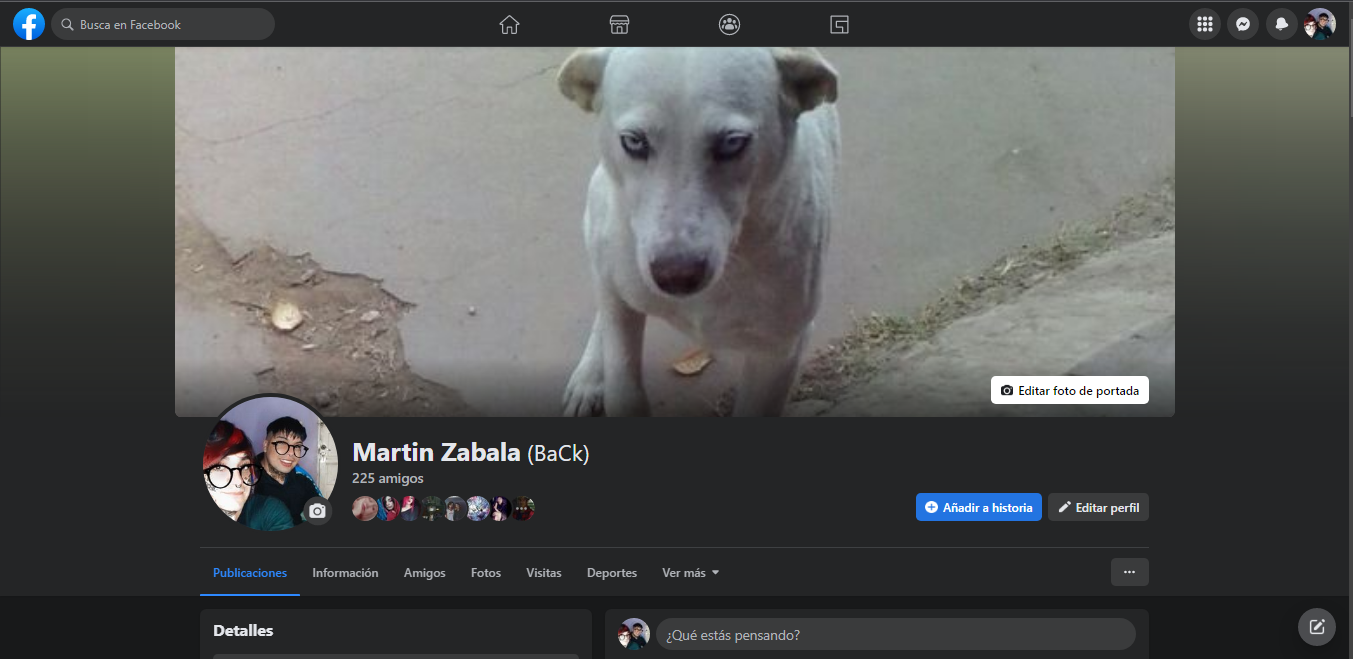 Busca en Facebook
Editar foto de portada
Martin Zabala (BaCk)
225 amigos
Añadir a historia
Editar perfil
Publicaciones
Información
Amigos
Fotos
Visitas
Deportes
Ver más
Detalles
¿Qué estás pensando?